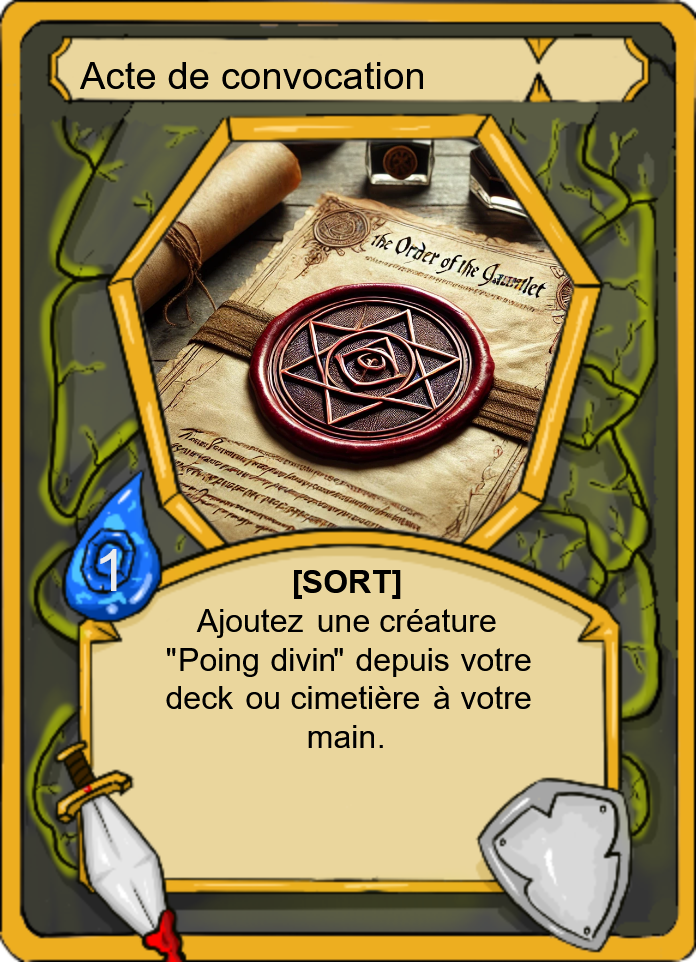 Acte de convocation
the Order of the Gauntlet
1
[SORT]
Ajoutez une créature
"Poing divin" depuis votre
deck ou cimetière à votre
main.